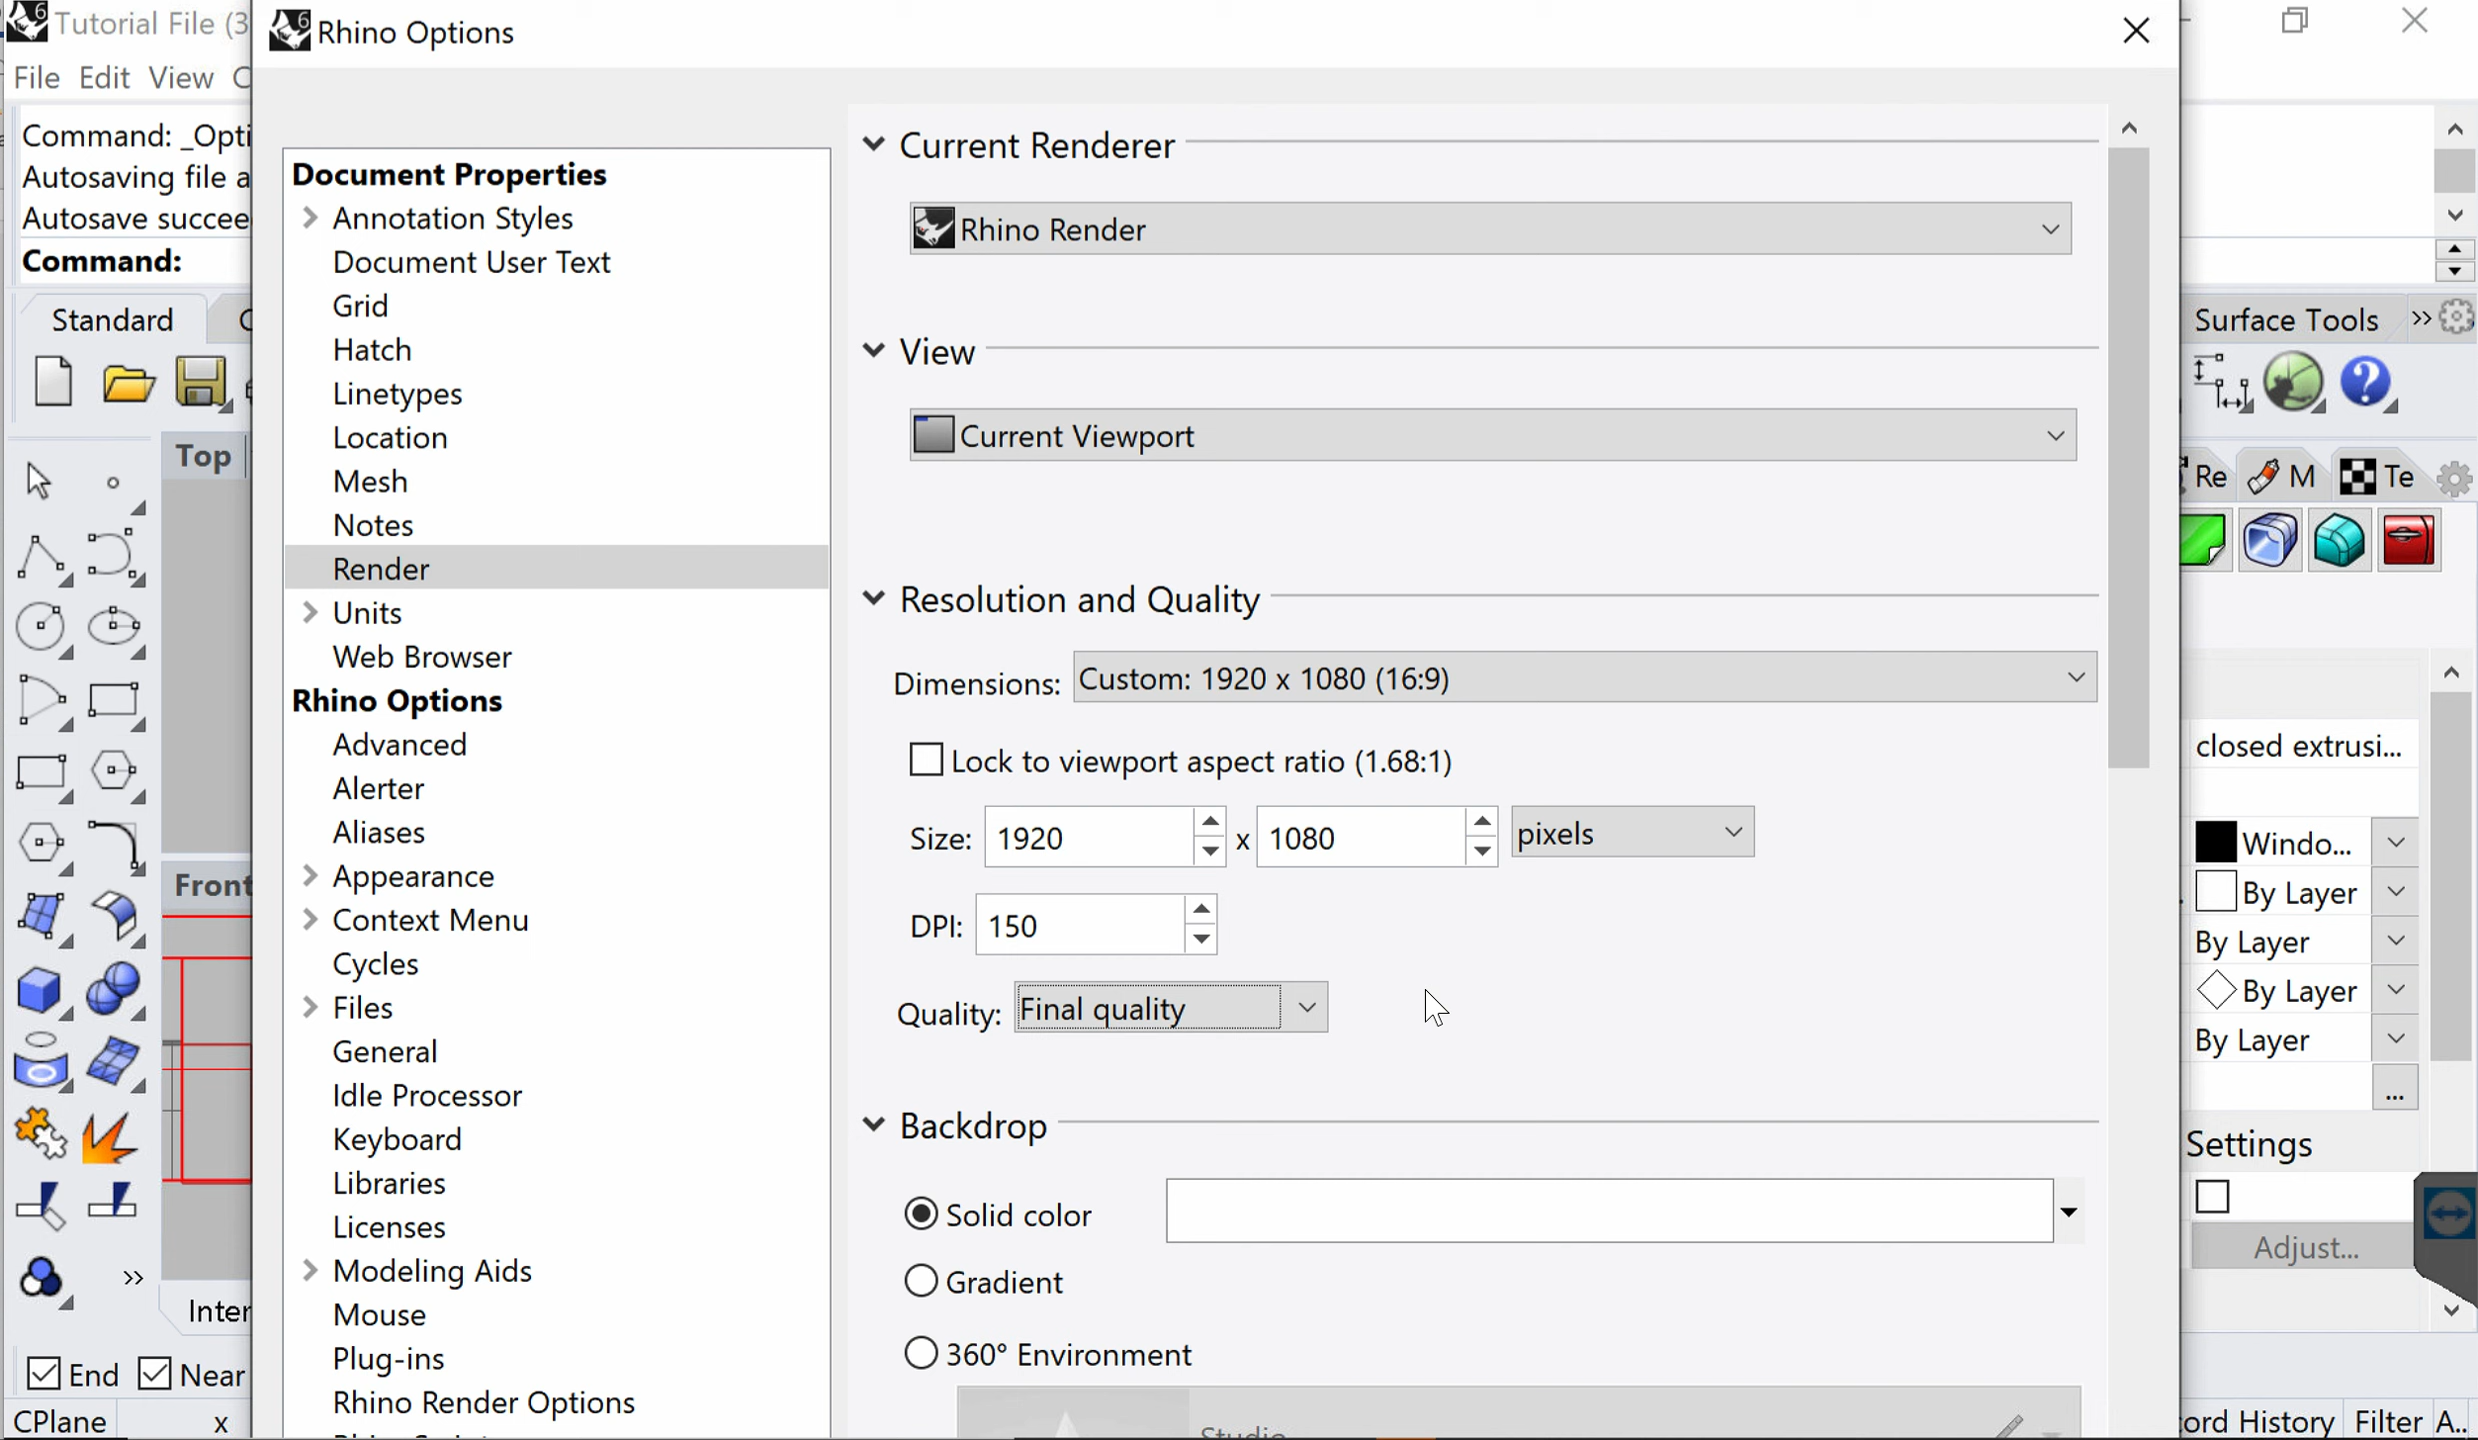 Tutorial File (3
Rhino Options
File Edit View C
Command: _Opti
Autosaving file a
Autosave succee
Command:
Standard
Top
Front
Inter
End Near
CPlane x
Document Properties
Annotation Styles
Document User Text
Grid
Hatch
Linetypes
Location
Mesh
Notes
Render
Units
Web Browser
Rhino Options
Advanced
Alerter
Aliases
Appearance
Context Menu
Cycles
Files
General
Idle Processor
Keyboard
Libraries
Licenses
Modeling Aids
Mouse
Plug-ins
Rhino Render Options
Current Renderer
Rhino Render
View
Current Viewport
Resolution and Quality
Dimensions: Custom: 1920 x 1080 (16:9)
Lock to viewport aspect ratio (1.68:1)
Size: 1920 x 1080 pixels
DPI: 150
Quality: Final quality
Backdrop
Solid color
Gradient
360° Environment
Studio
Surface Tools »
Re M Te
closed extrusi...
Windo...
By Layer
By Layer
By Layer
By Layer
...
Settings
Adjust...
ord History Filter A..